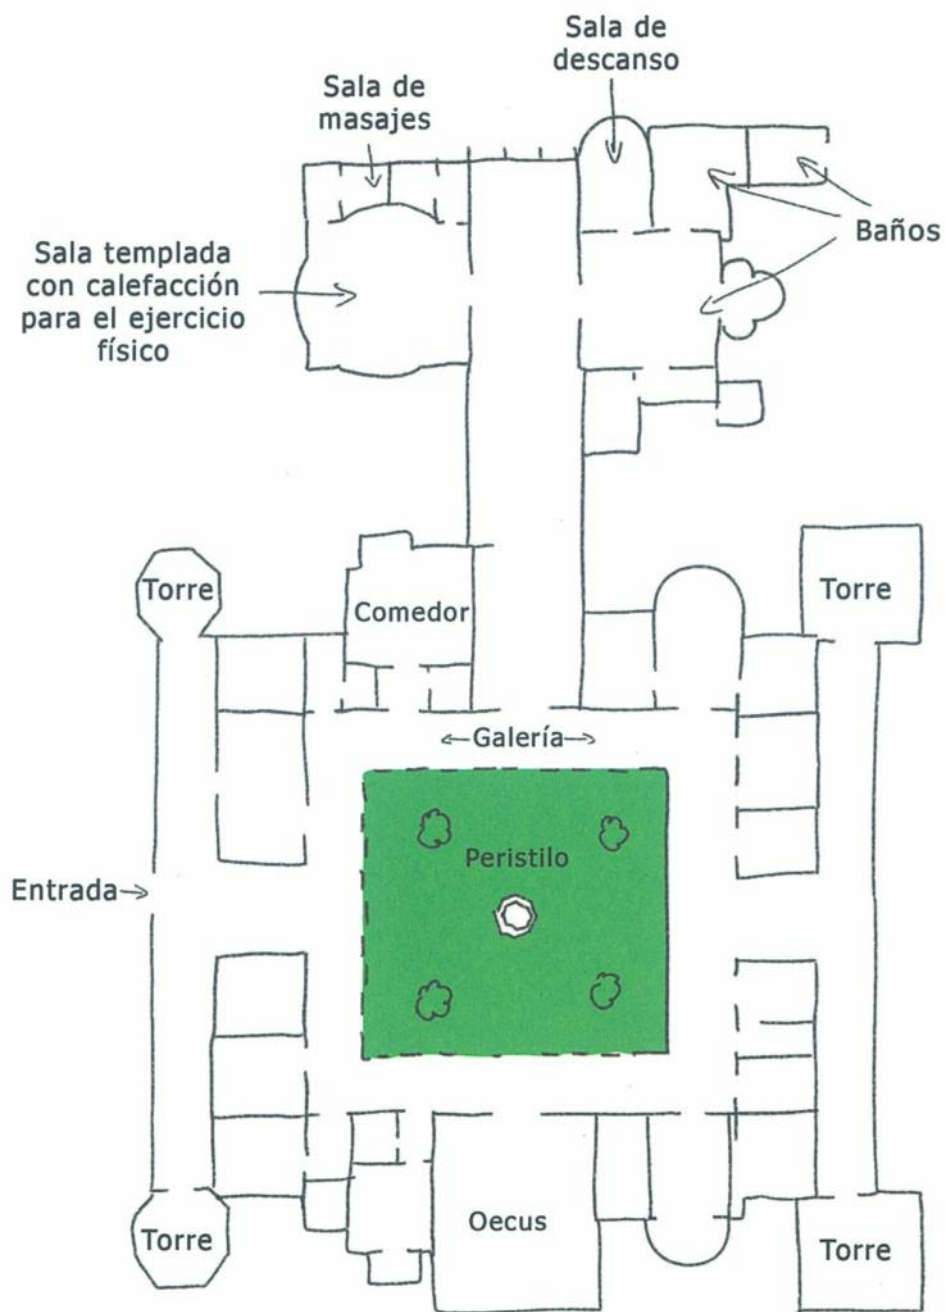 Sala de
descanso
Sala de
masajes
Baños
Sala templada
con calefacción
para el ejercicio
físico
Torre
Torre
Comedor
Galería
Peristilo
Entrada
Oecus
Torre
Torre